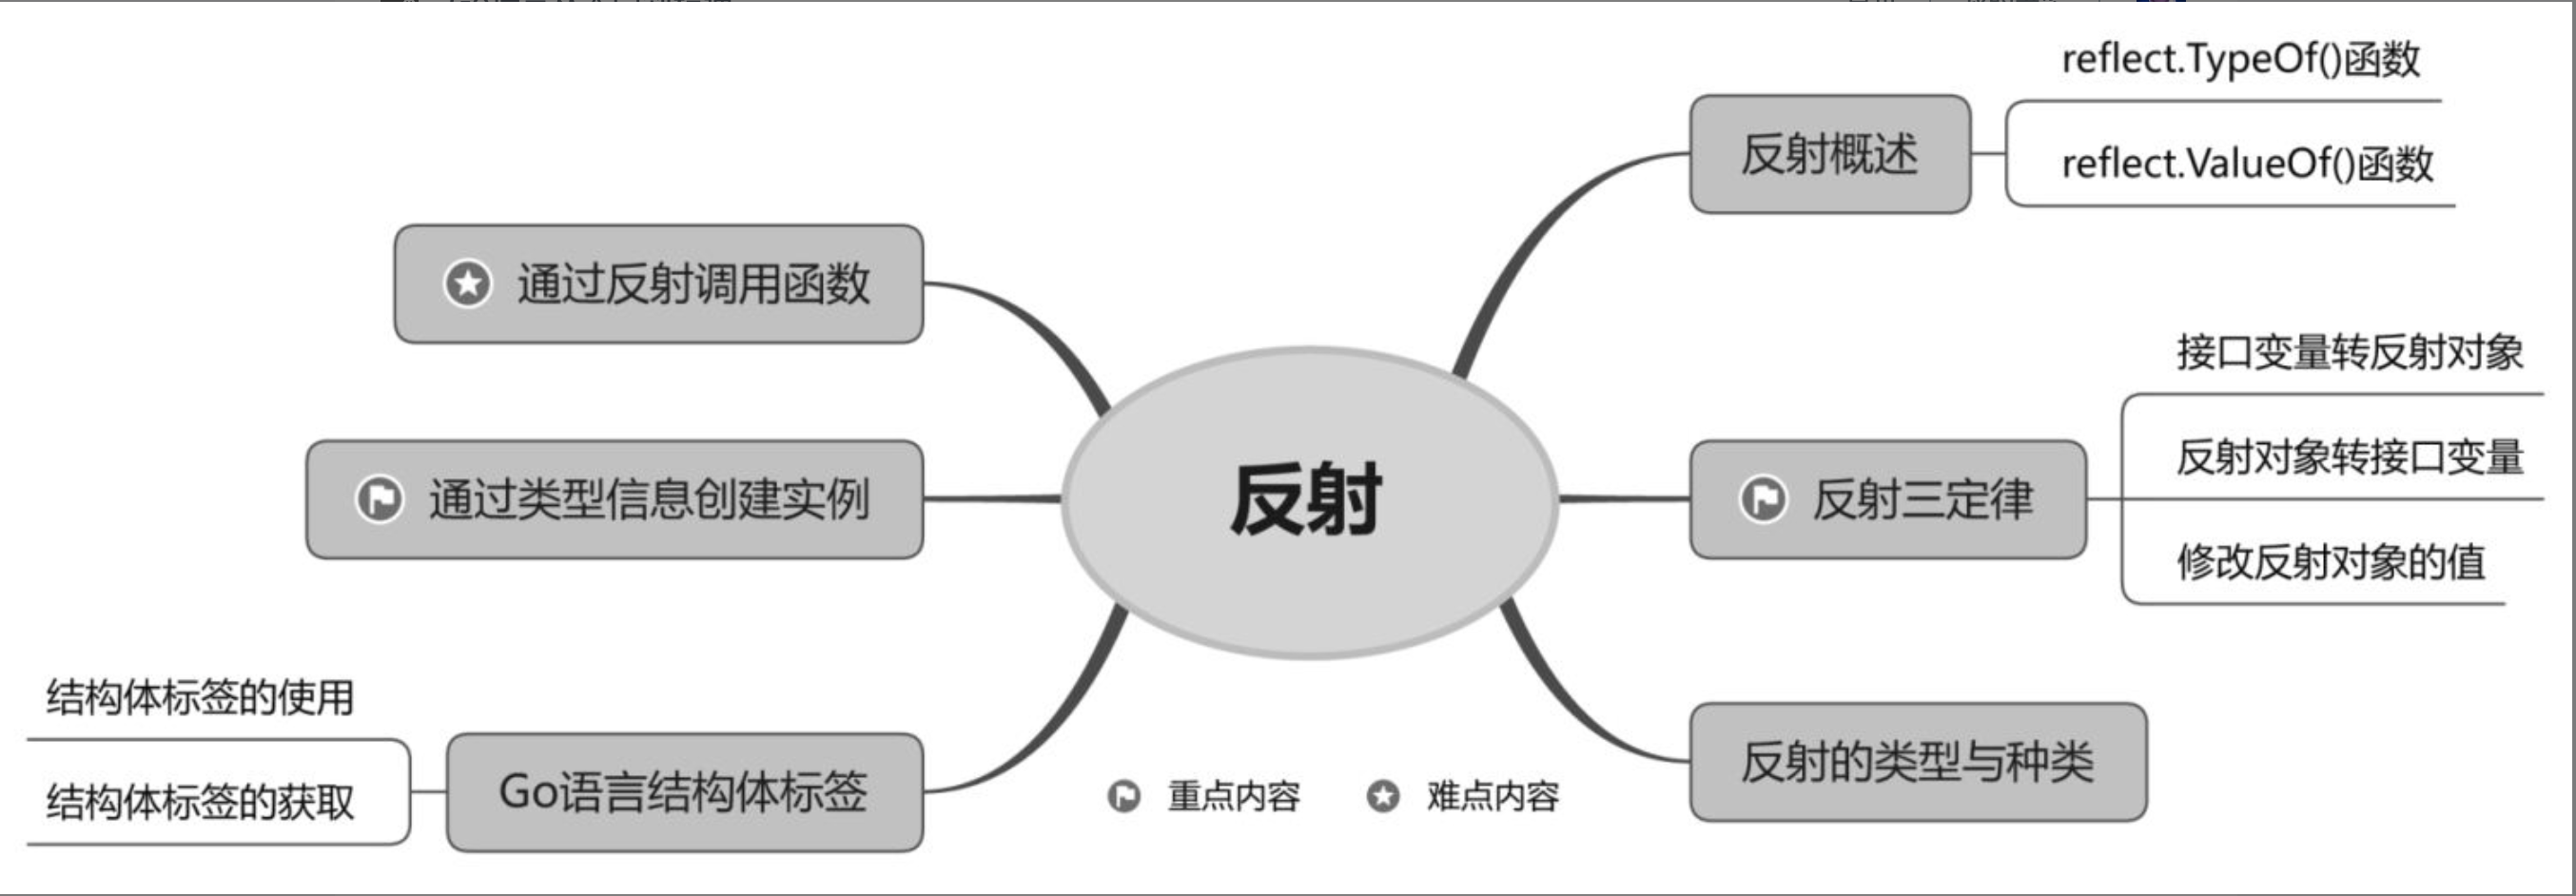 reflect.TypeOf()函数
反射概述
reflect.ValueOf()函数
通过反射调用函数
接口变量转反射对象
反射对象转接口变量
反射三定律
修改反射对象的值
通过类型信息创建实例
反射
结构体标签的使用
结构体标签的获取
Go语言结构体标签
反射的类型与种类
重点内容
难点内容